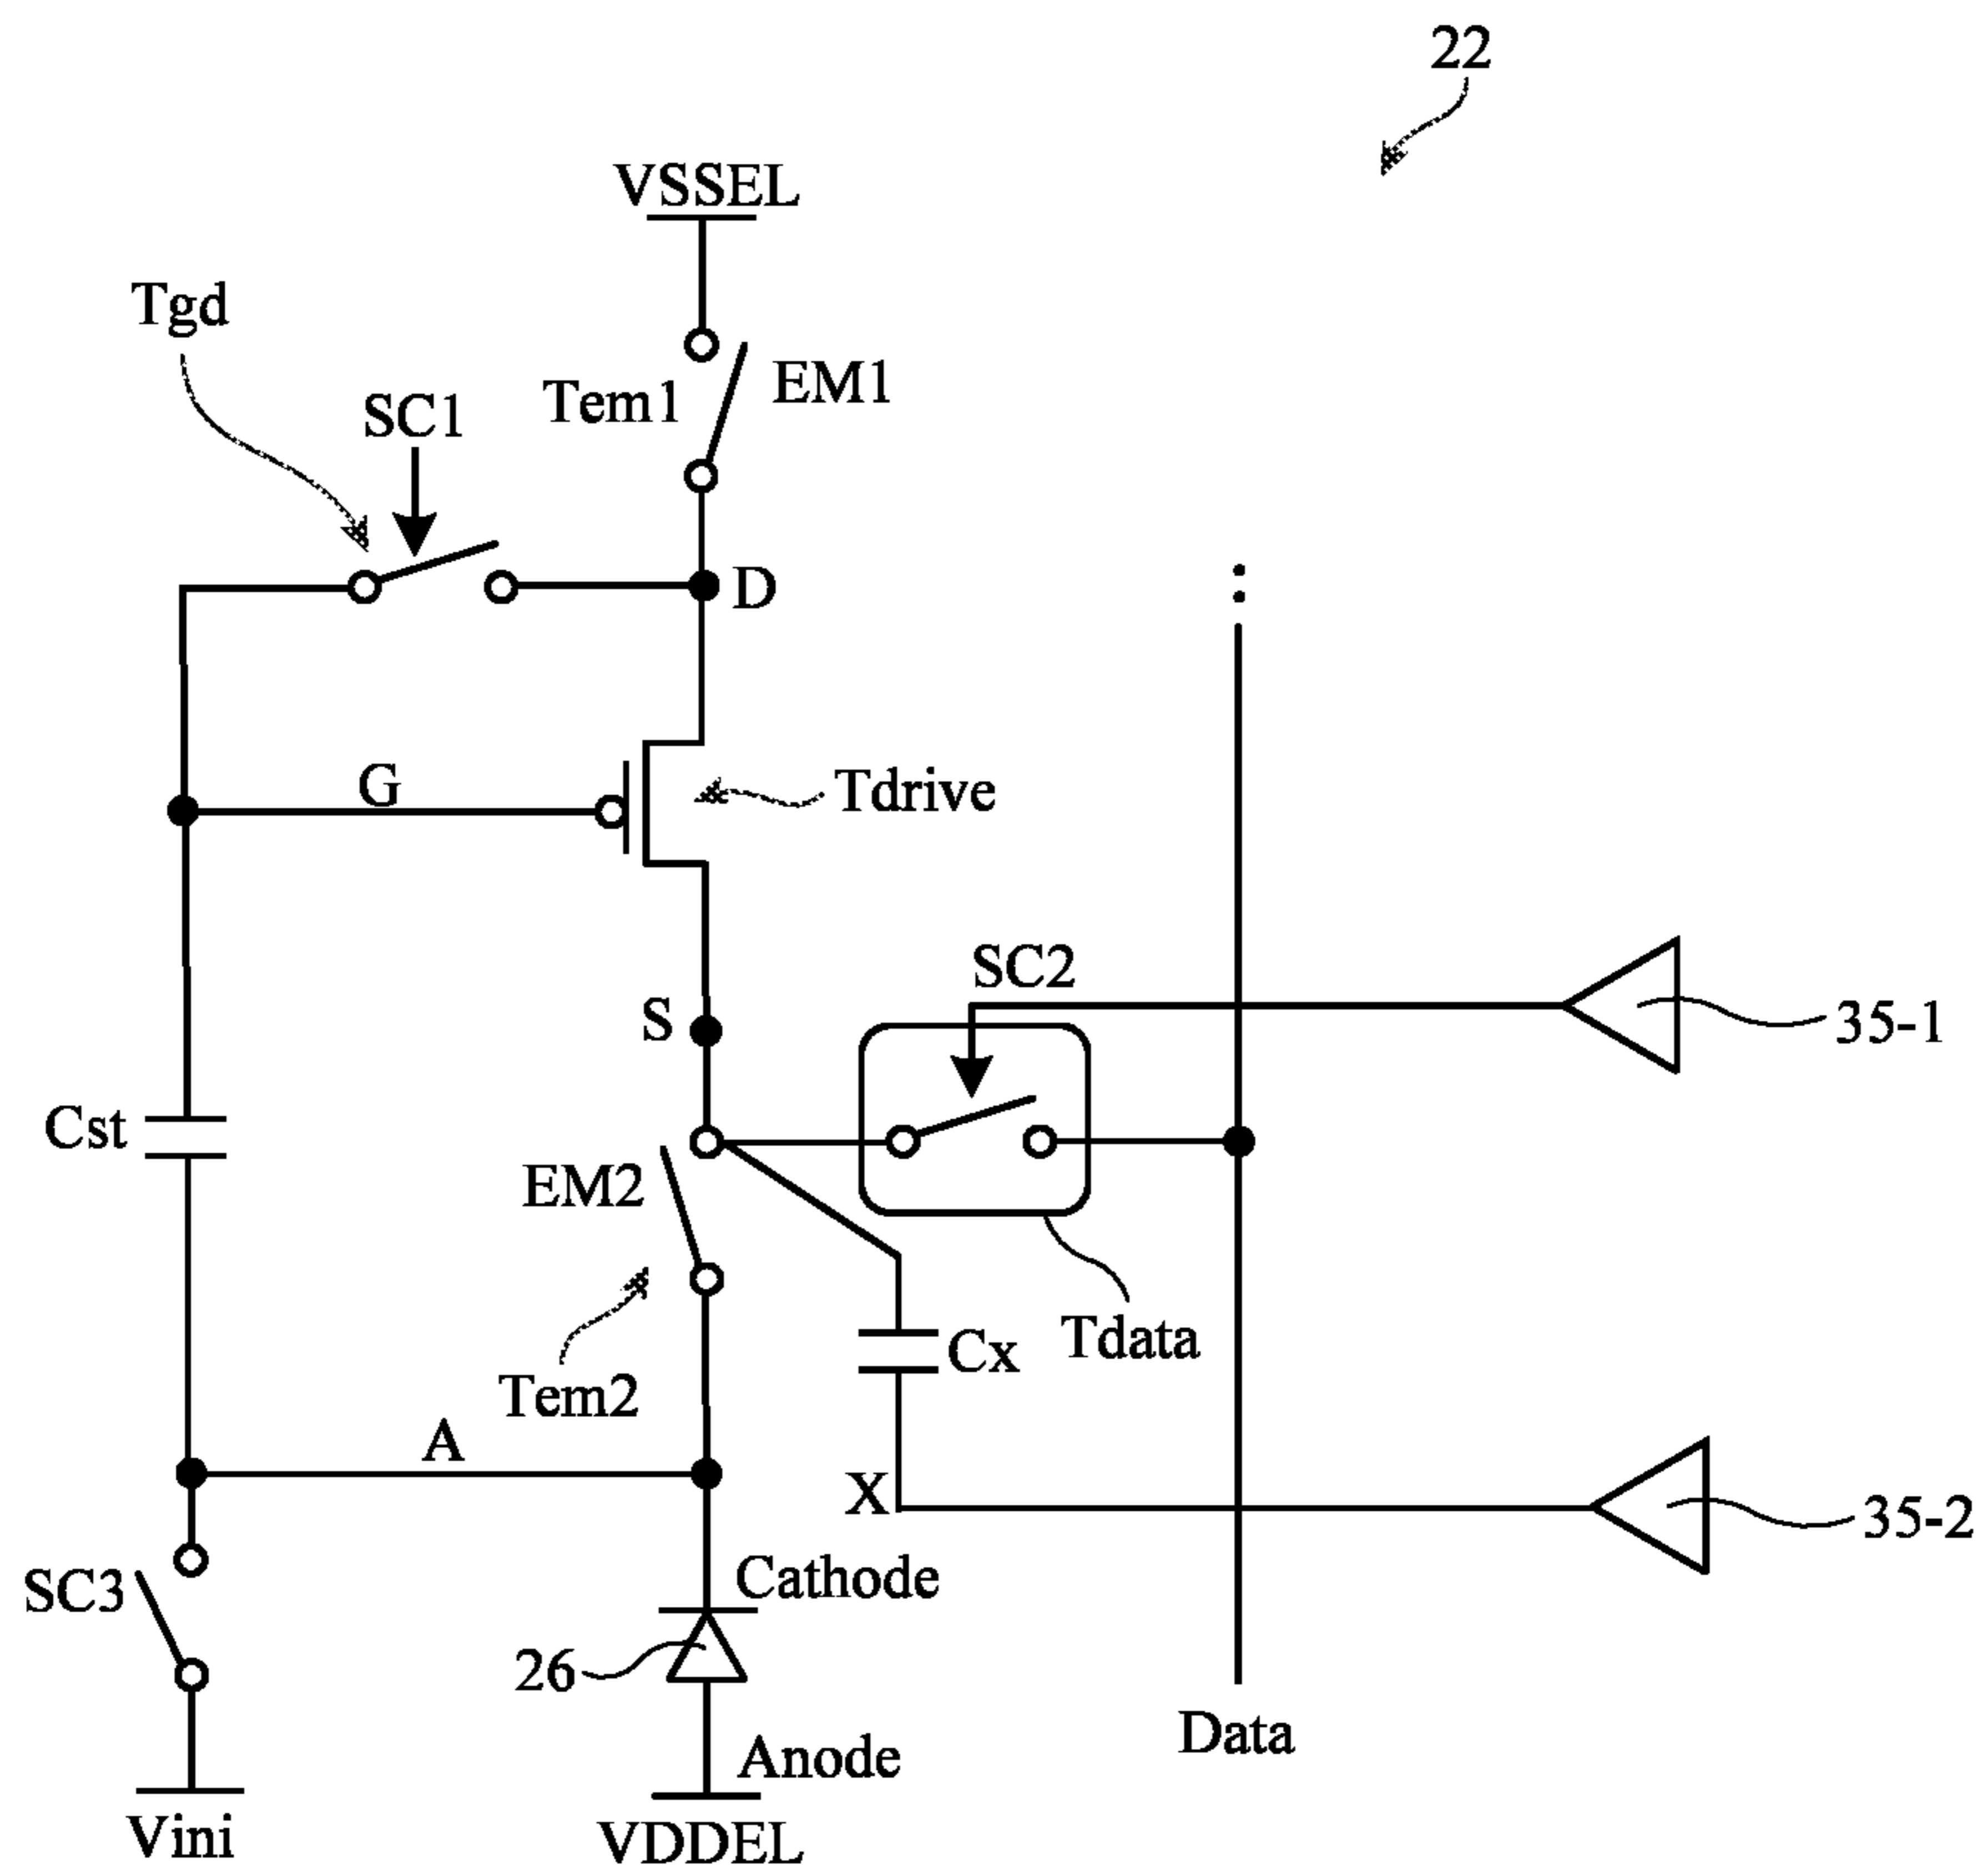 22
VSSEL
Tgd
SC1
Tem1
EM1
D
G
Tdrive
SC2
S
35-1
Cst
EM2
Tdata
Cx
Tem2
A
X
35-2
Cathode
SC3
26
Data
Anode
Vini
VDDEL